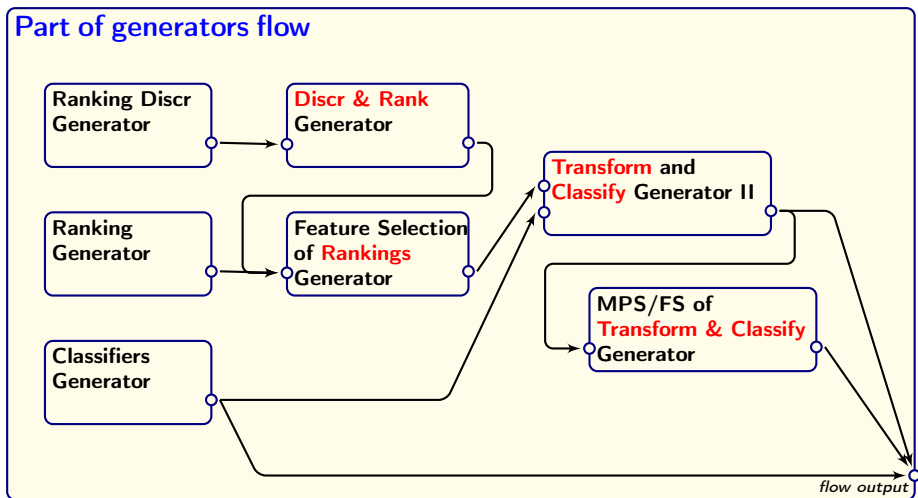 Part of generators flow
Ranking Discr
Generator
Discr & Rank
Generator
Transform and
Classify Generator II
Ranking
Generator
Feature Selection
of Rankings
Generator
MPS/FS of
Transform & Classify
Generator
Classifiers
Generator
flow output